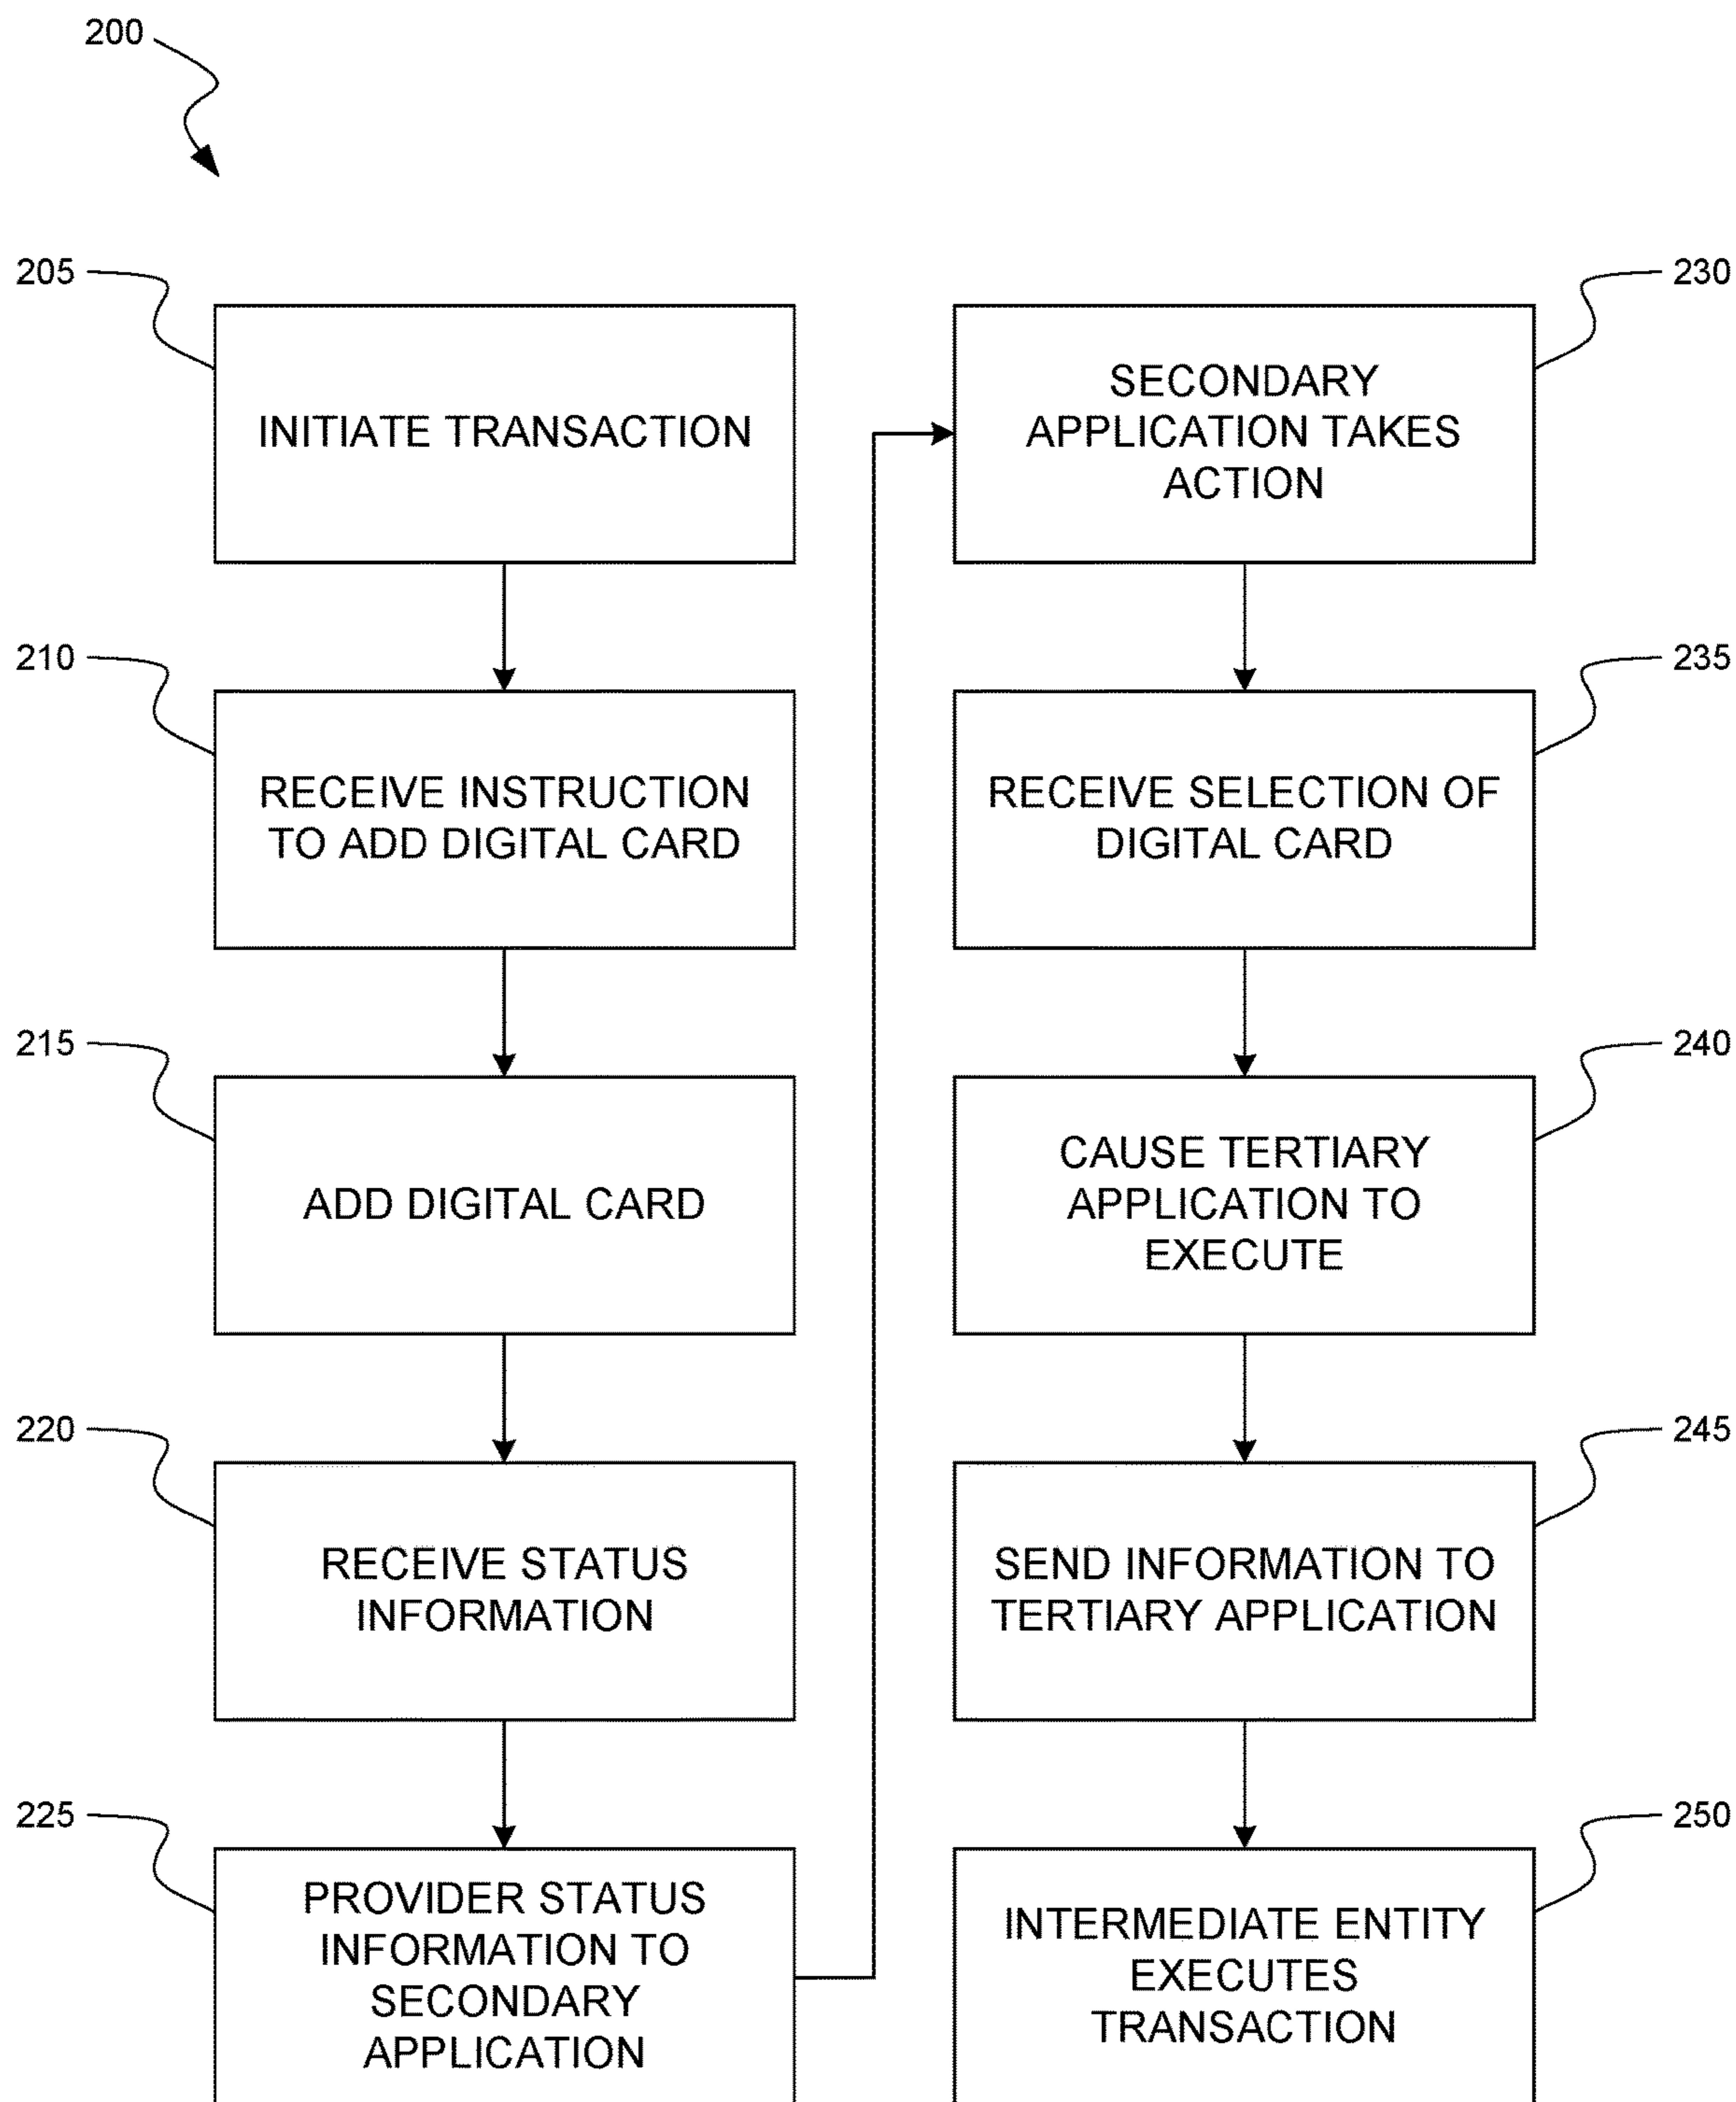 200
205
INITIATE TRANSACTION
210
RECEIVE INSTRUCTION
TO ADD DIGITAL CARD
215
ADD DIGITAL CARD
220
RECEIVE STATUS
INFORMATION
225
PROVIDER STATUS
INFORMATION TO
SECONDARY
APPLICATION
230
SECONDARY
APPLICATION TAKES
ACTION
235
RECEIVE SELECTION OF
DIGITAL CARD
240
CAUSE TERTIARY
APPLICATION TO
EXECUTE
245
SEND INFORMATION TO
TERTIARY APPLICATION
250
INTERMEDIATE ENTITY
EXECUTES
TRANSACTION